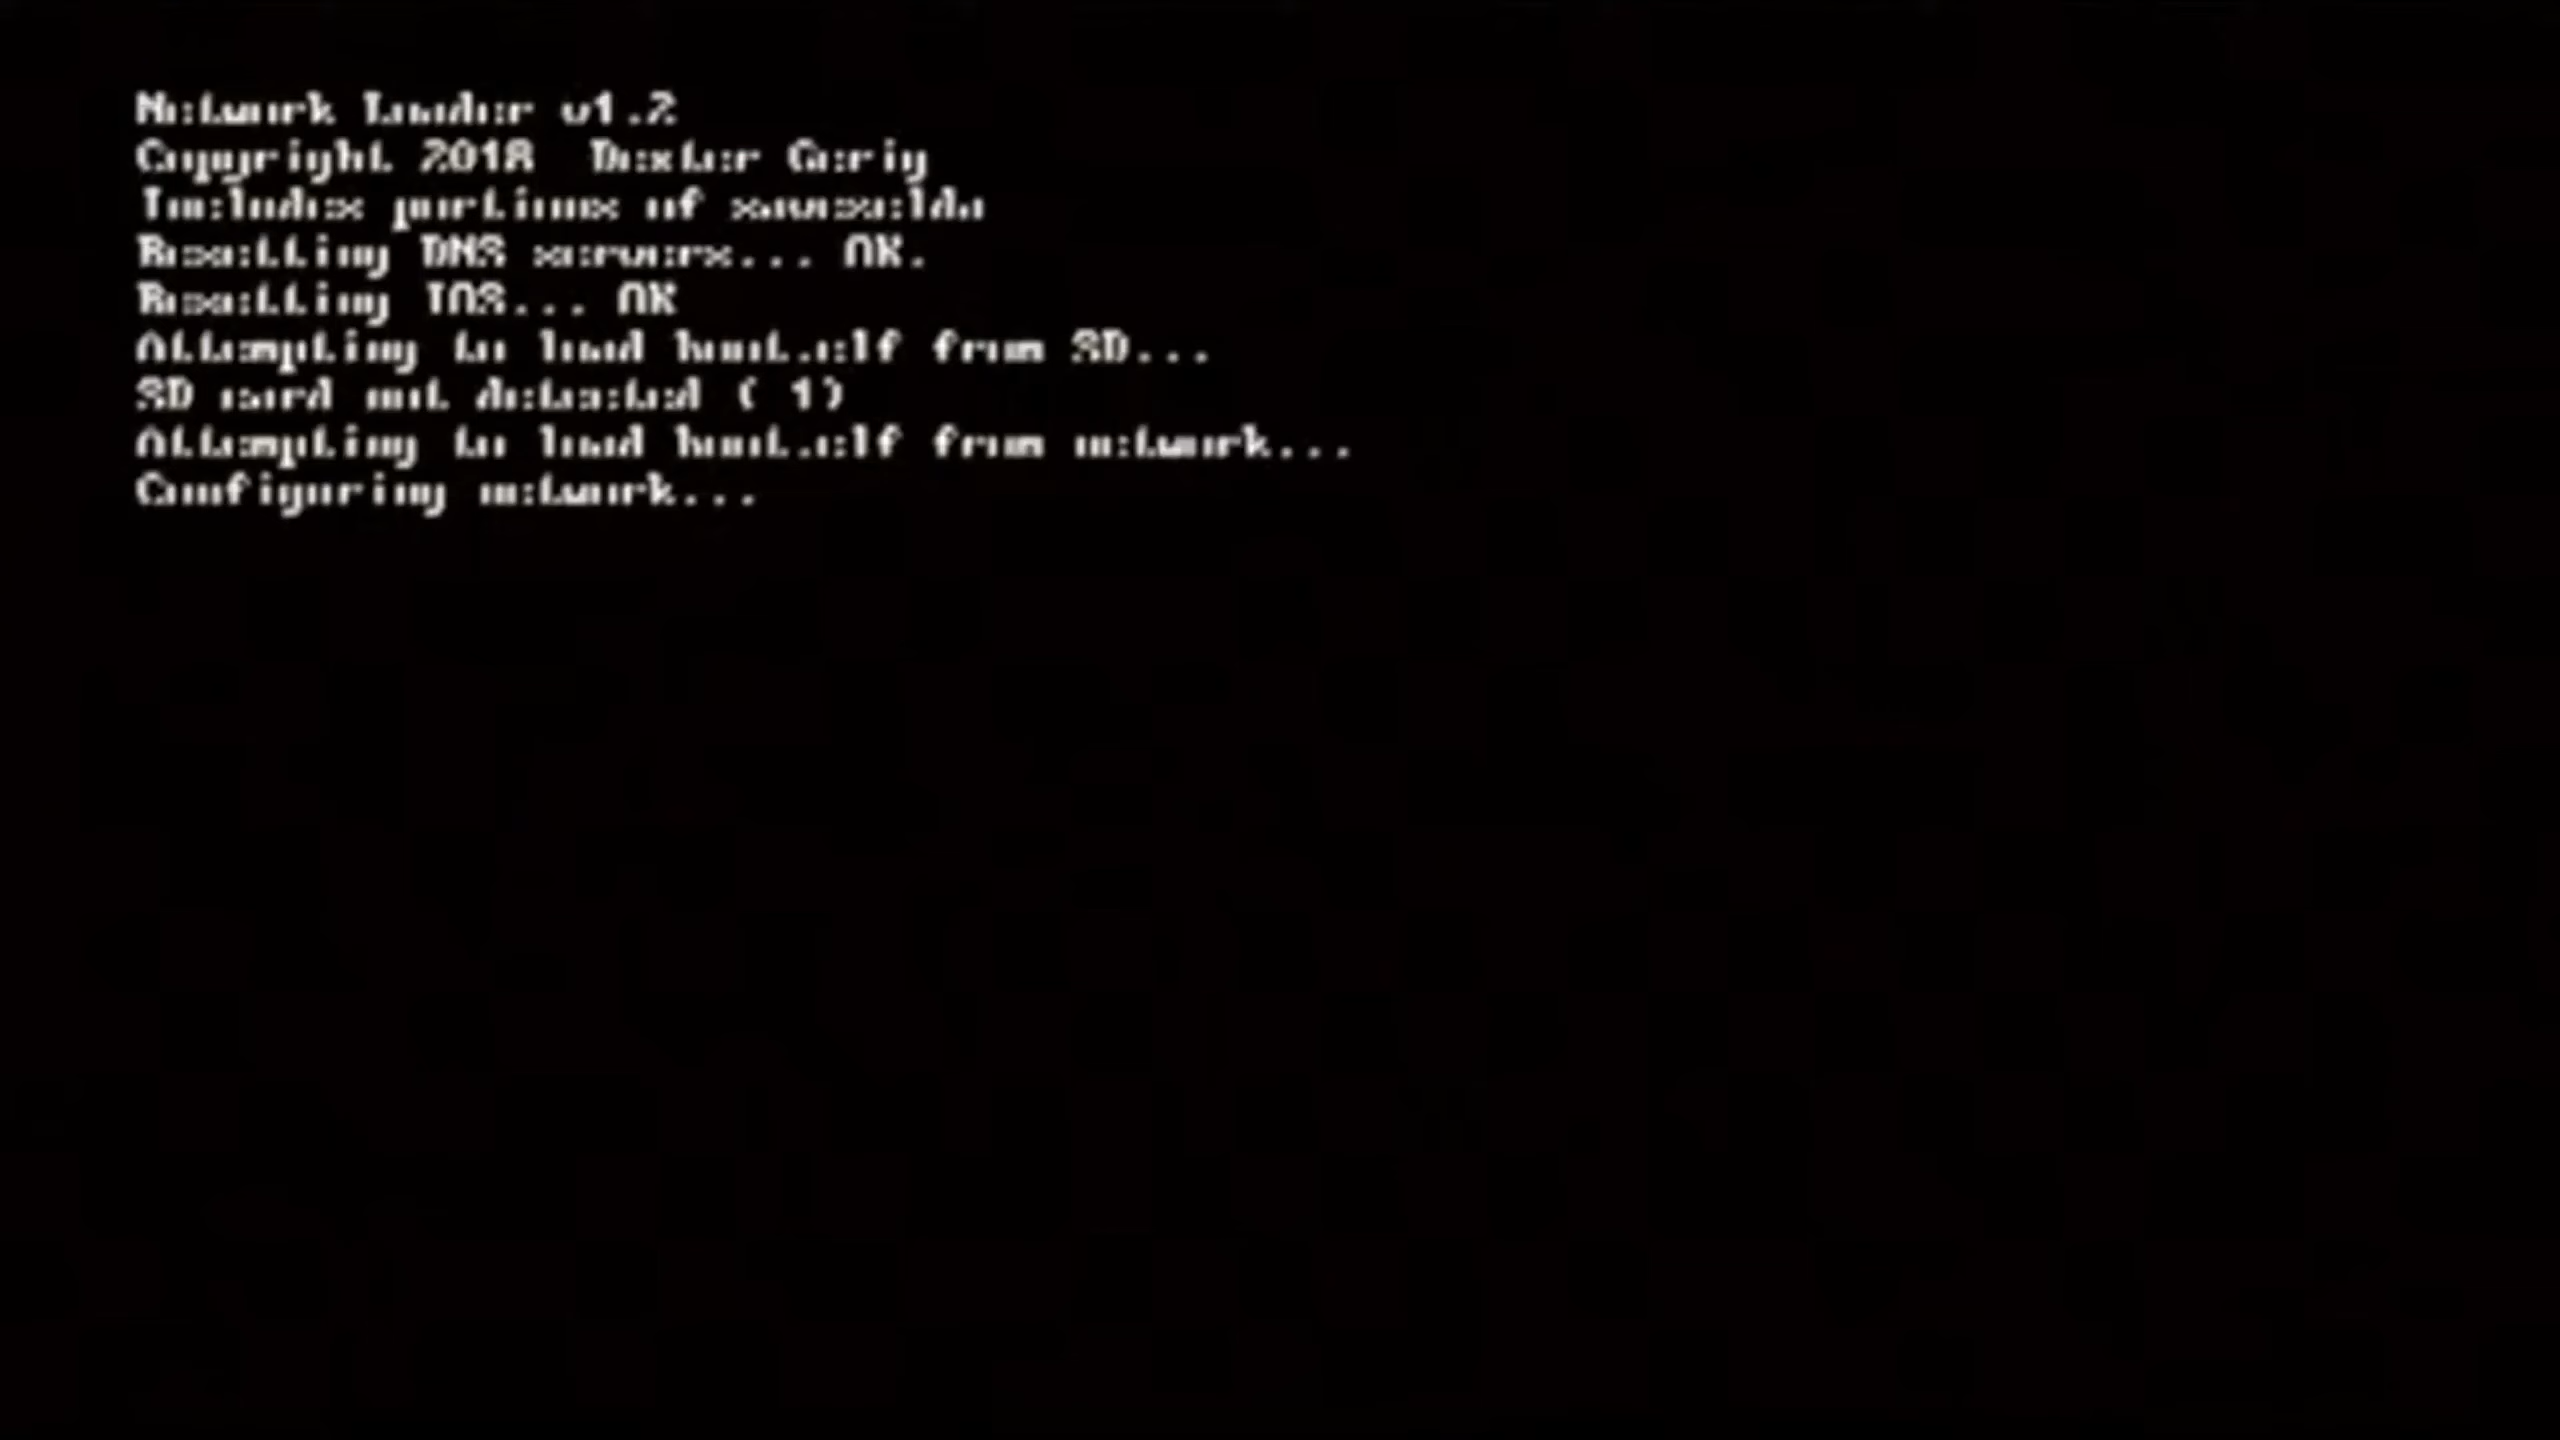 Network Loader v1.2
Copyright 2018 Dexter Gerig
Includes portions of savezelda
Resetting DNS servers... OK.
Resetting IOS... OK
Attempting to load boot.elf from SD...
SD card not detected (-1)
Attempting to load boot.elf from network...
Configuring network...